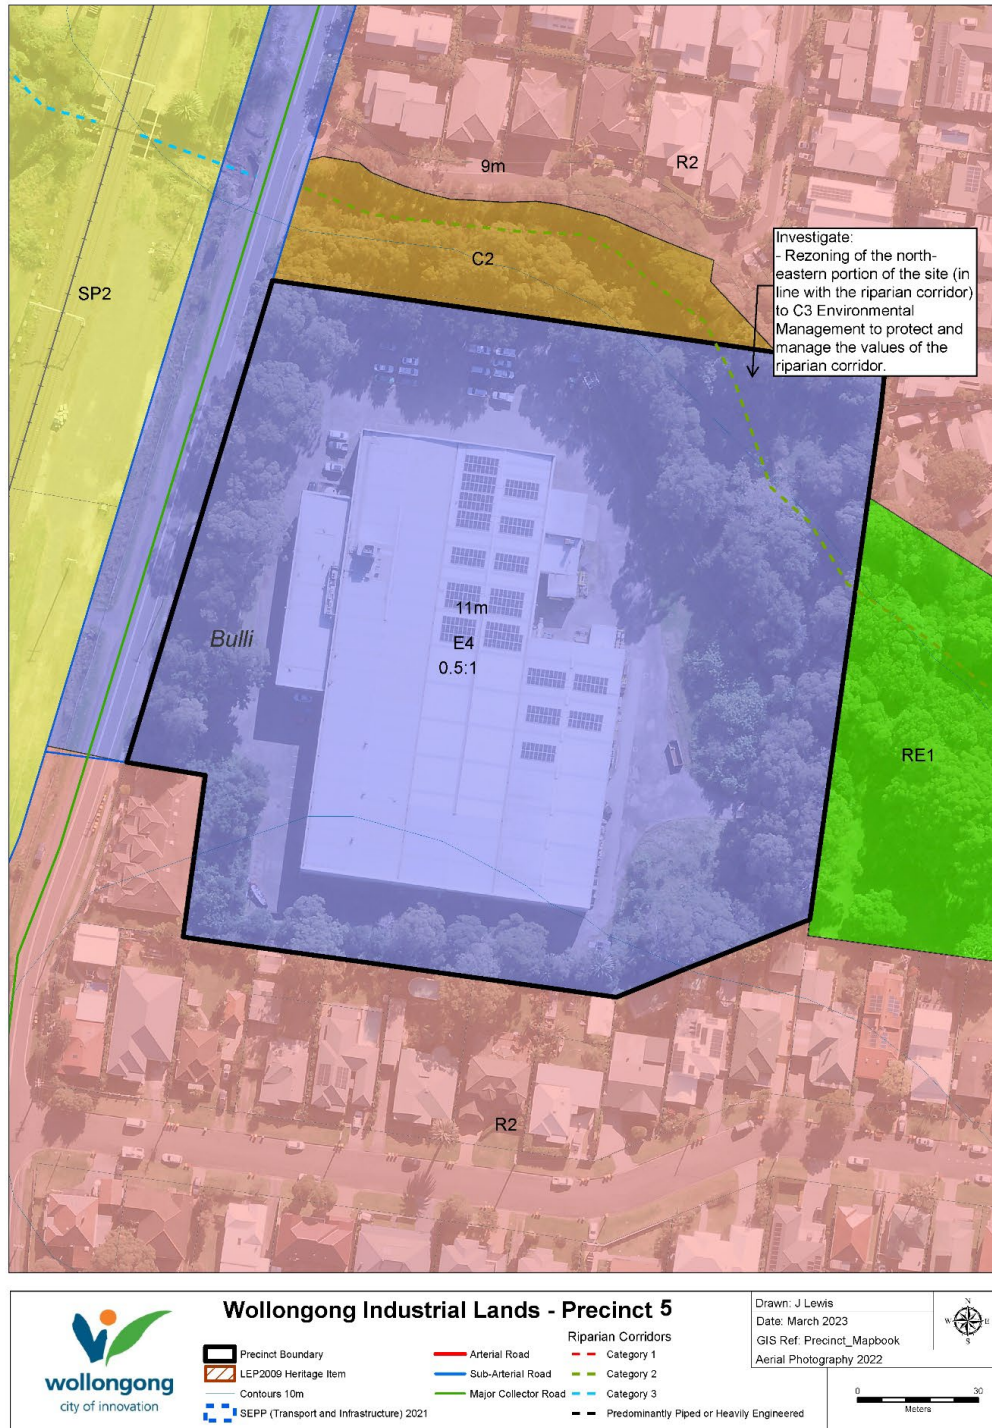 9m
R2
C2
SP2
Investigate:
- Rezoning of the north-
eastern portion of the site (in
line with the riparian corridor)
to C3 Environmental
Management to protect and
manage the values of the
riparian corridor.
11m
E4
0.5:1
Bulli
RE1
R2
wollongong
city of innovation
Wollongong Industrial Lands - Precinct 5
Precinct Boundary
LEP2009 Heritage Item
Contours 10m
SEPP (Transport and Infrastructure) 2021
Arterial Road
Sub-Arterial Road
Major Collector Road
Riparian Corridors
Category 1
Category 2
Category 3
Predominantly Piped or Heavily Engineered
Drawn: J Lewis
Date: March 2023
GIS Ref: Precinct_Mapbook
Aerial Photography 2022
N
W E
S
0 30
Meters